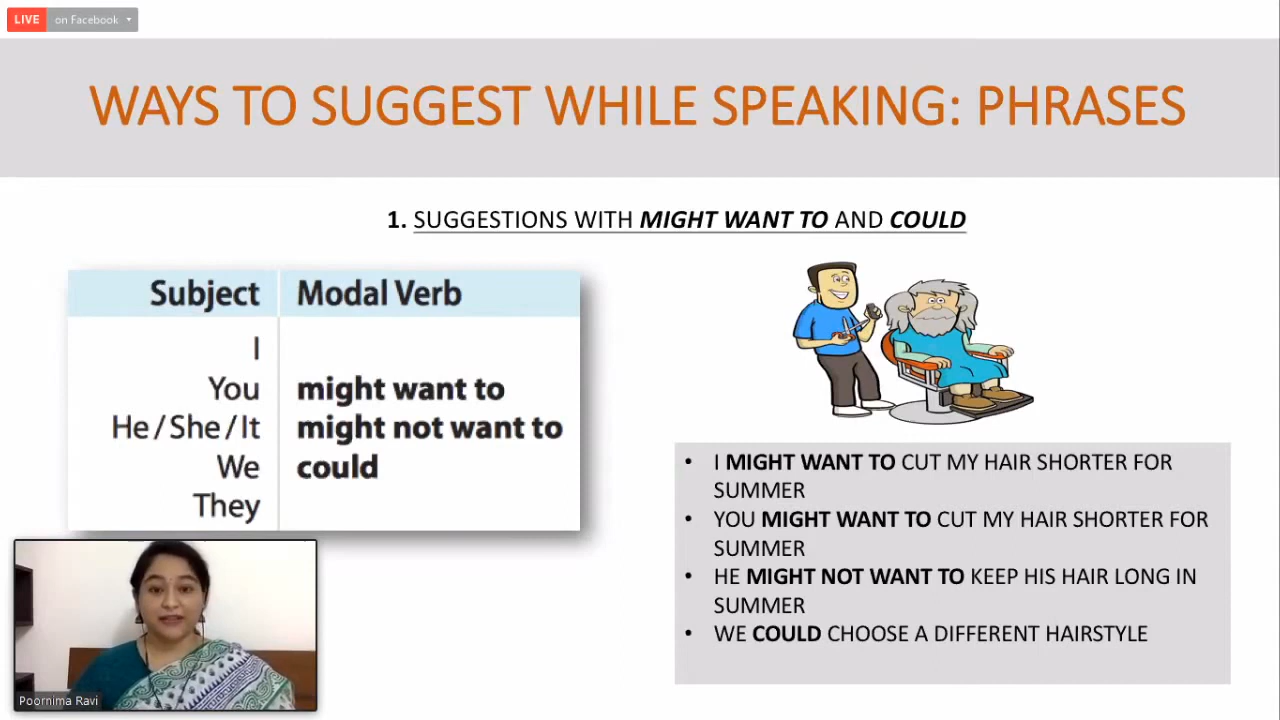 LIVE on Facebook
WAYS TO SUGGEST WHILE SPEAKING: PHRASES
1. SUGGESTIONS WITH MIGHT WANT TO AND COULD
Subject Modal Verb
I
You might want to
He/She/It might not want to
We could
They
• I MIGHT WANT TO CUT MY HAIR SHORTER FOR
SUMMER
• YOU MIGHT WANT TO CUT MY HAIR SHORTER FOR
SUMMER
• HE MIGHT NOT WANT TO KEEP HIS HAIR LONG IN
SUMMER
• WE COULD CHOOSE A DIFFERENT HAIRSTYLE
Poornima Ravi